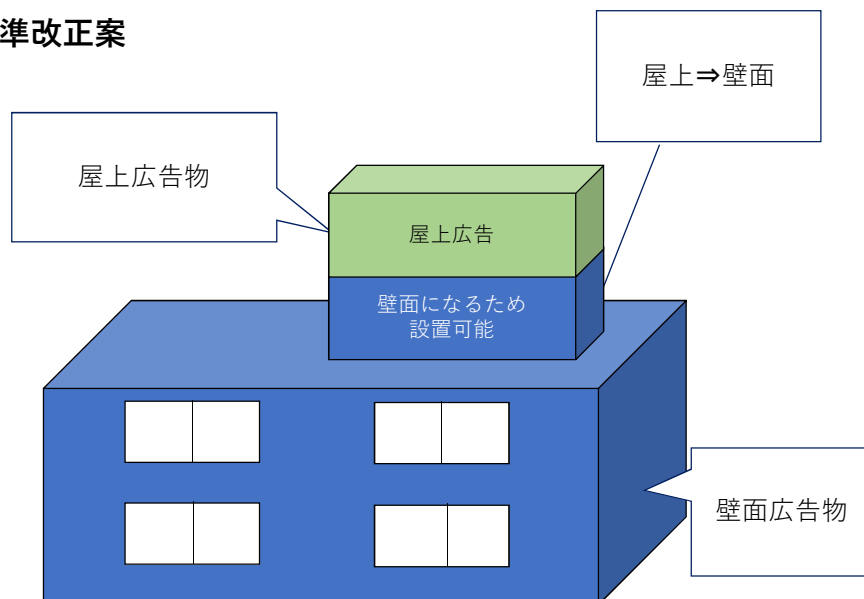 準改正案
屋上⇒壁面
屋上広告物
屋上広告
壁面になるため
設置可能
壁面広告物